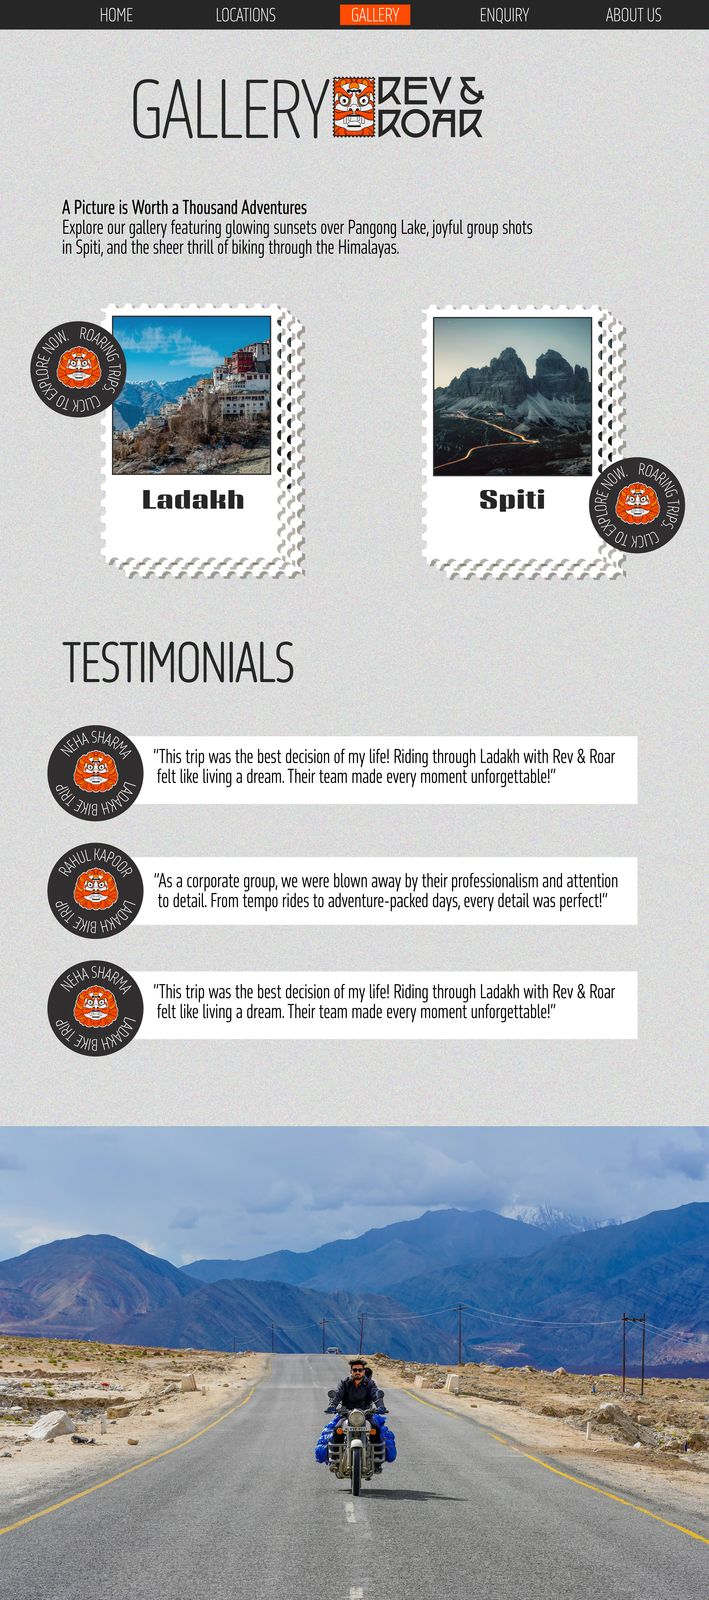 HOME LOCATIONS GALLERY ENQUIRY ABOUT US
GALLERY
REV &
ROAR
A Picture is Worth a Thousand Adventures
Explore our gallery featuring glowing sunsets over Pangong Lake, joyful group shots
in Spiti, and the sheer thrill of biking through the Himalayas.
ROARING TRIPS. CLICK TO EXPLORE NOW.
Ladakh
Spiti
ROARING TRIPS. CLICK TO EXPLORE NOW.
TESTIMONIALS
NEHA SHARMA
LADAKH BIKE TRIP
"This trip was the best decision of my life! Riding through Ladakh with Rev & Roar
felt like living a dream. Their team made every moment unforgettable!"
RAHUL KAPOOR
LADAKH BIKE TRIP
"As a corporate group, we were blown away by their professionalism and attention
to detail. From tempo rides to adventure-packed days, every detail was perfect!"
NEHA SHARMA
LADAKH BIKE TRIP
"This trip was the best decision of my life! Riding through Ladakh with Rev & Roar
felt like living a dream. Their team made every moment unforgettable!"